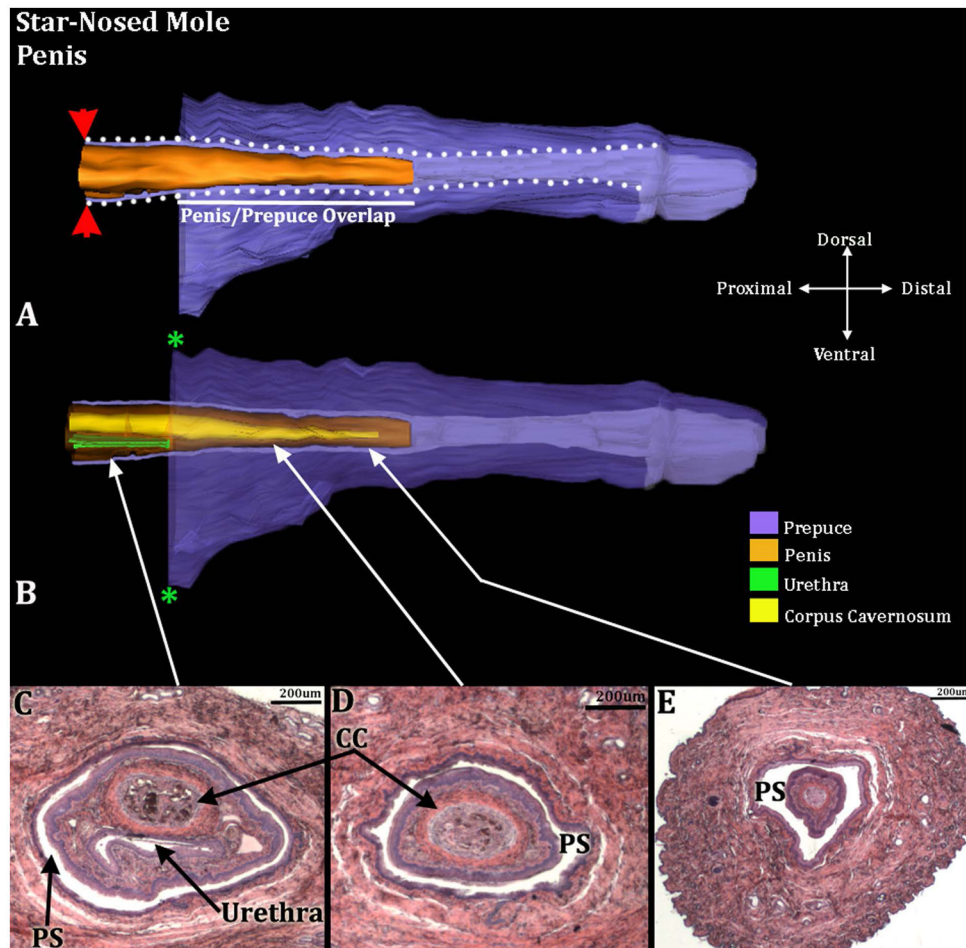 Star-Nosed Mole
Penis
Penis/Prepuce Overlap
Dorsal
Proximal
Distal
Ventral
A
*
B
*
Prepuce
Penis
Urethra
Corpus Cavernosum
C
200um
D
200um
E
200um
CC
PS
PS
PS
Urethra